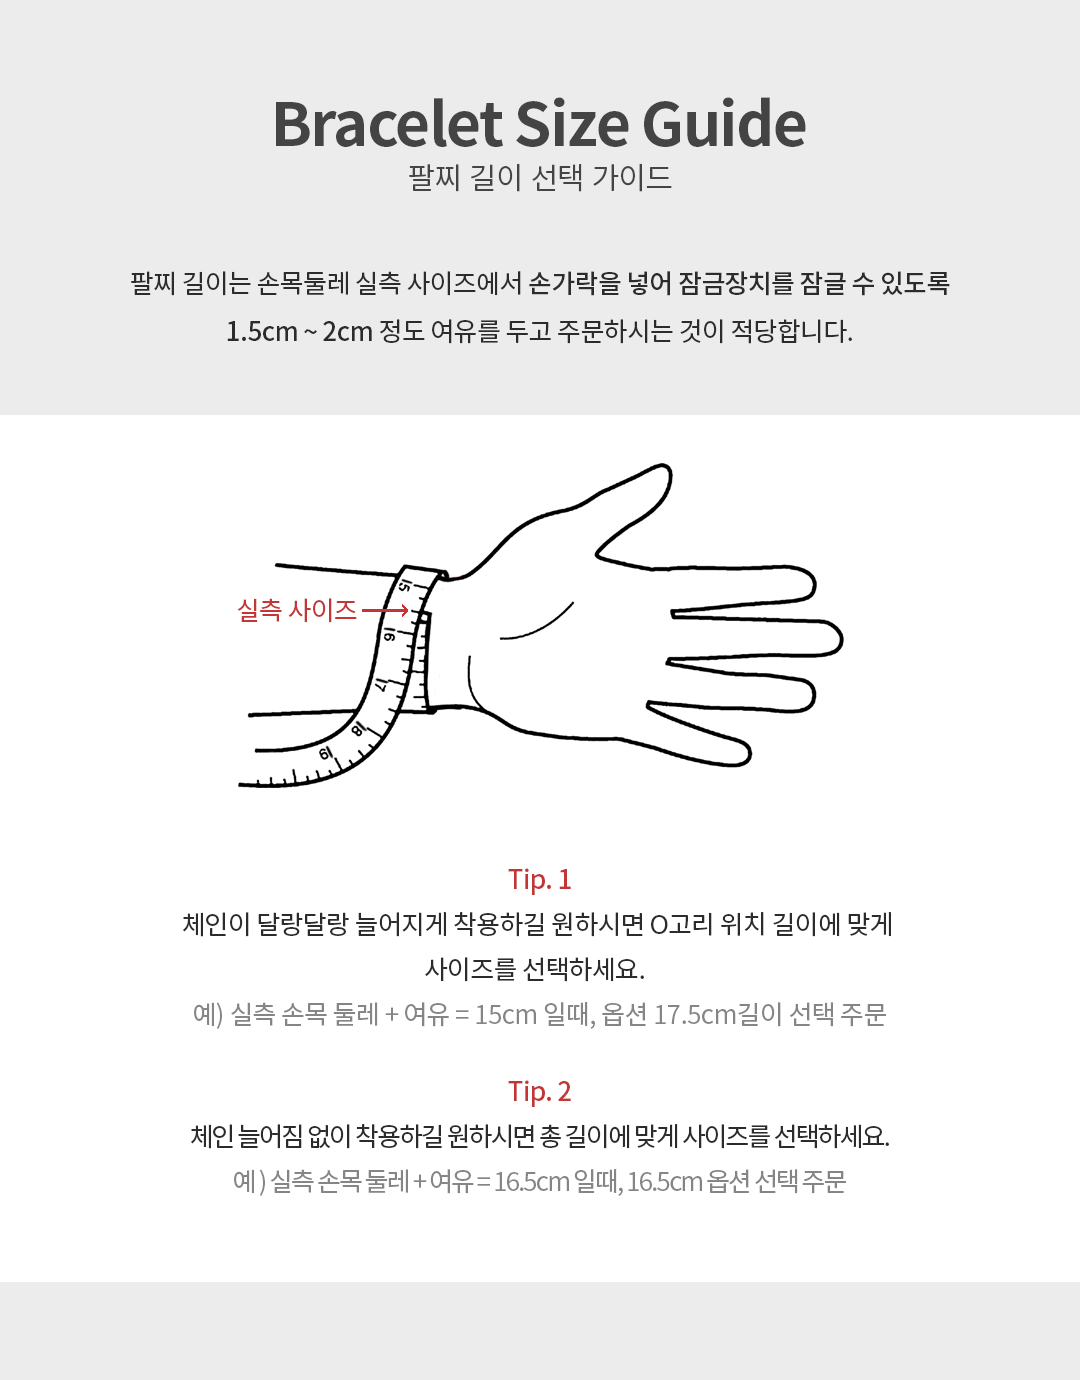 Bracelet Size Guide
팔찌 길이 선택 가이드
팔찌 길이는 손목둘레 실측 사이즈에서 손가락을 넣어 잠금장치를 잠글 수 있도록
1.5cm ~ 2cm 정도 여유를 두고 주문하시는 것이 적당합니다.
15
실측 사이즈
16
17
18
19
Tip. 1
체인이 달랑달랑 늘어지게 착용하길 원하시면 O고리 위치 길이에 맞게
사이즈를 선택하세요.
예) 실측 손목 둘레 + 여유 = 15cm 일때, 옵션 17.5cm길이 선택 주문
Tip. 2
체인 늘어짐 없이 착용하길 원하시면 총 길이에 맞게 사이즈를 선택하세요.
예 ) 실측 손목 둘레 + 여유 = 16.5cm 일때, 16.5cm 옵션 선택 주문